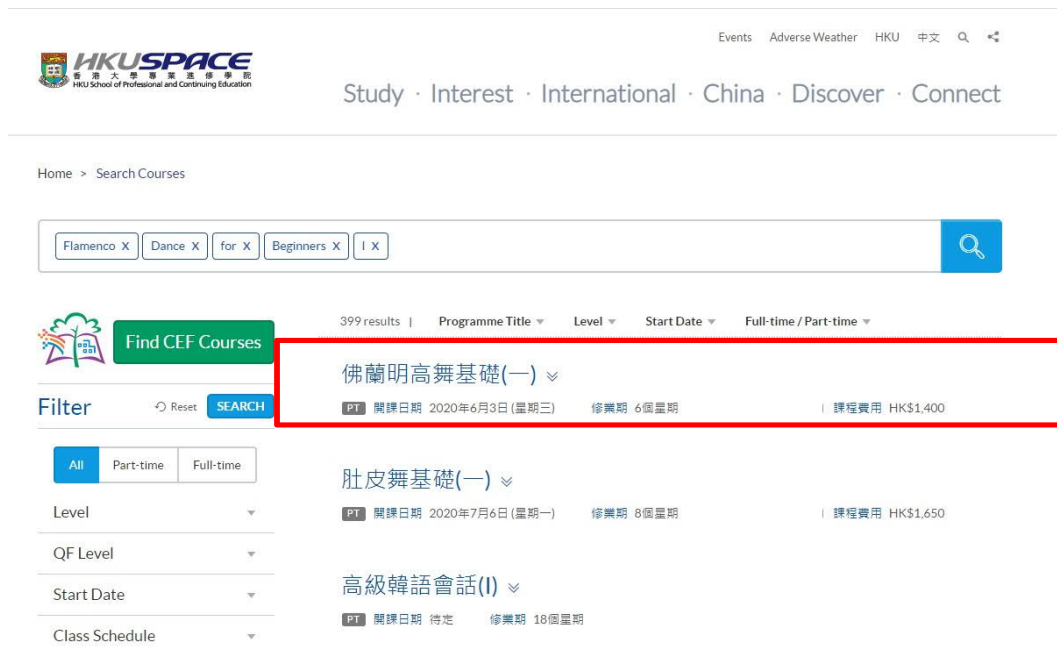 Events Adverse Weather HKU 中文
HKUSPACE
香港大學專業進修學院
HKU School of Professional and Continuing Education
Study · Interest · International · China · Discover · Connect
Home > Search Courses
Flamenco X Dance X for X Beginners X I X
399 results | Programme Title Level Start Date Full-time / Part-time
Find CEF Courses
佛蘭明高舞基礎(一)
Filter Reset SEARCH
PT 開課日期 2020年6月3日 (星期三) 修業期 6個星期 | 課程費用 HK$1,400
All Part-time Full-time
肚皮舞基礎(一)
Level
PT 開課日期 2020年7月6日 (星期一) 修業期 8個星期 | 課程費用 HK$1,650
QF Level
Start Date
高級韓語會話(I)
PT 開課日期 待定 修業期 18個星期
Class Schedule